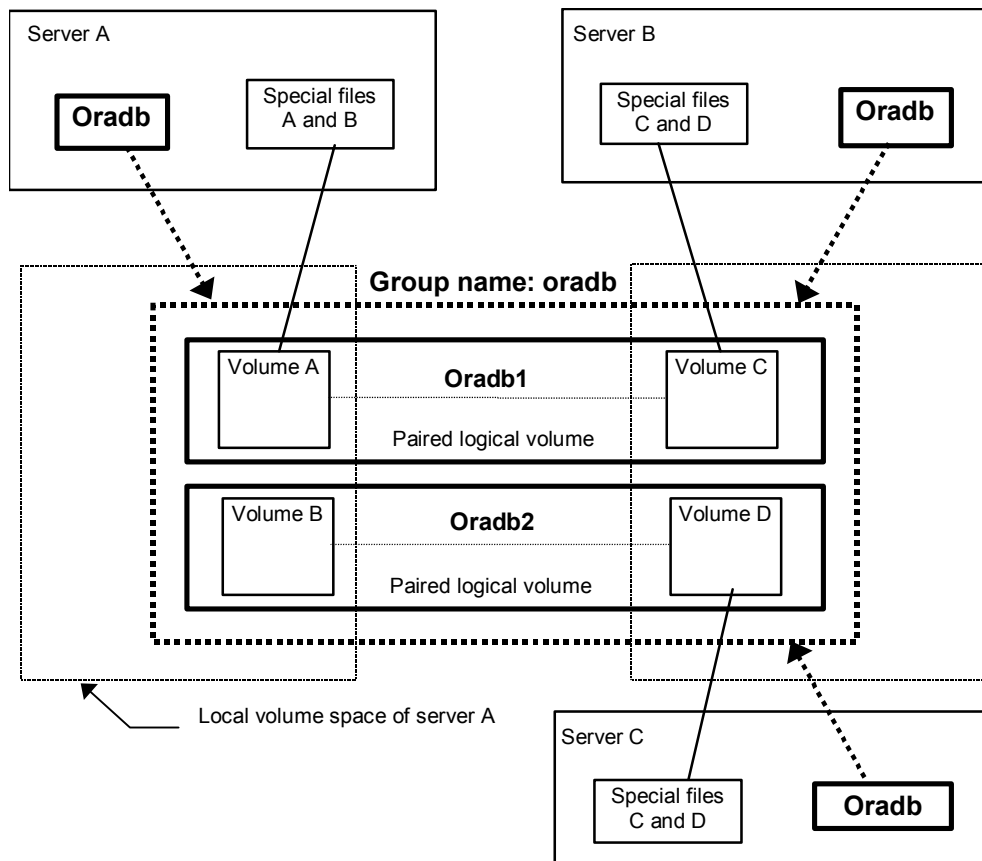 Server A
Oradb
Special files
A and B
Server B
Special files
C and D
Oradb
Group name: oradb
Volume A
Oradb1
Volume C
Paired logical volume
Volume B
Oradb2
Volume D
Paired logical volume
Local volume space of server A
Server C
Special files
C and D
Oradb